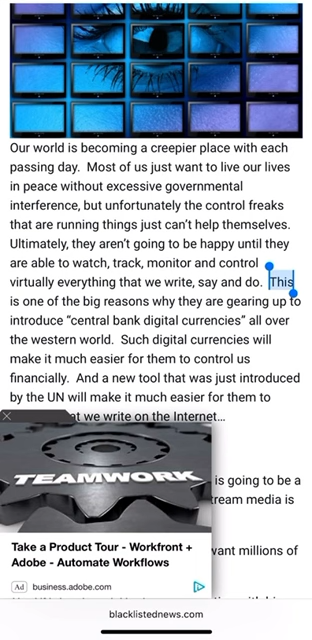 Our world is becoming a creepier place with each
passing day.  Most of us just want to live our lives
in peace without excessive governmental
interference, but unfortunately the control freaks
that are running things just can't help themselves.
Ultimately, they aren't going to be happy until they
are able to watch, track, monitor and control
virtually everything that we write, say and do.  This
is one of the big reasons why they are gearing up to
introduce “central bank digital currencies” all over
the western world.  Such digital currencies will
make it much easier for them to control us
financially.  And a new tool that was just introduced
by the UN will make it much easier for them to
we write on the Internet…
TEAMWORK
is going to be a
media is
millions of
Take a Product Tour - Workfront +
Adobe - Automate Workflows
Ad business.adobe.com
blacklistednews.com